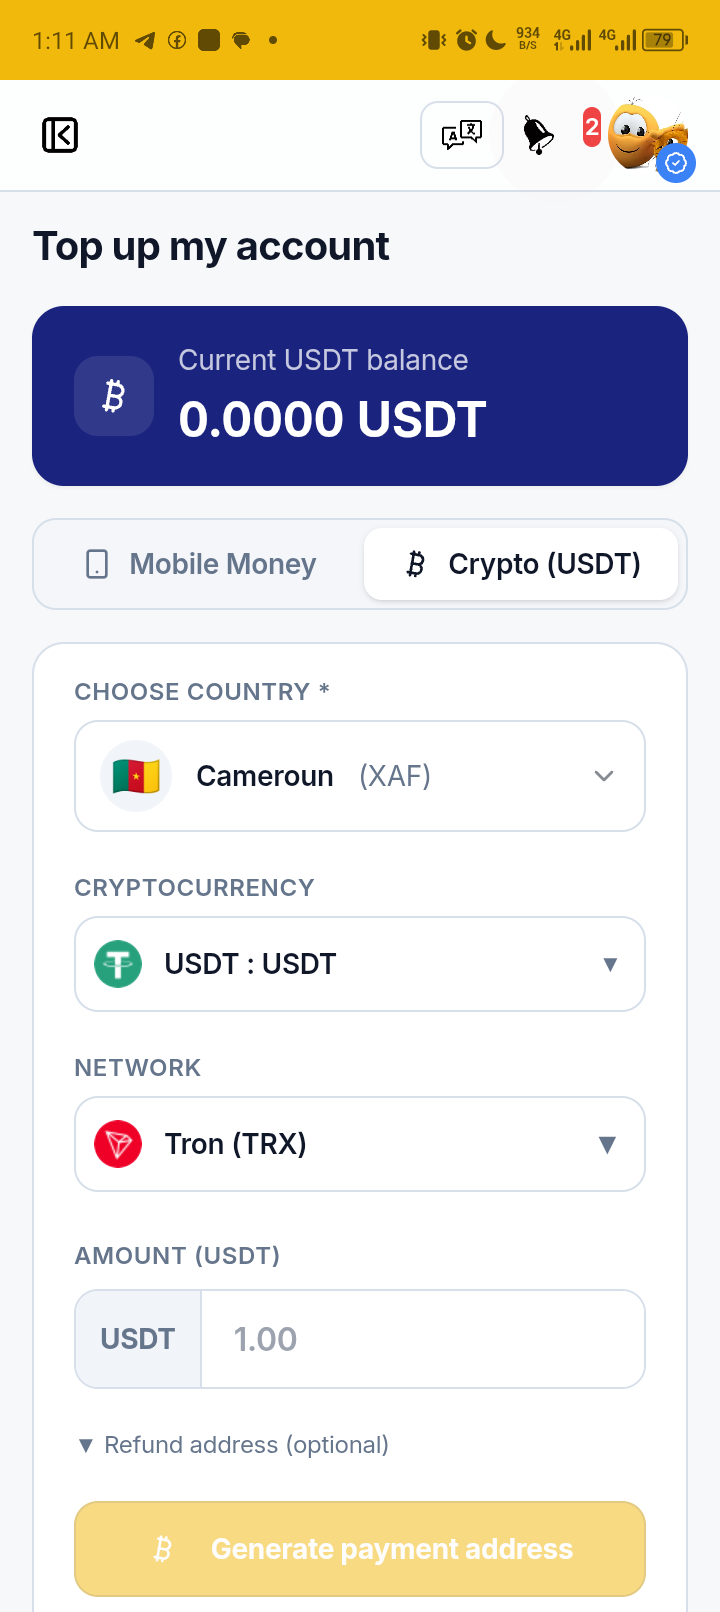 1:11 AM 934 B/S 4G 4G 79
A 文 2
Top up my account
Current USDT balance
0.0000 USDT
Mobile Money Crypto (USDT)
CHOOSE COUNTRY *
Cameroun (XAF)
CRYPTOCURRENCY
USDT : USDT
NETWORK
Tron (TRX)
AMOUNT (USDT)
USDT 1.00
▼ Refund address (optional)
Generate payment address